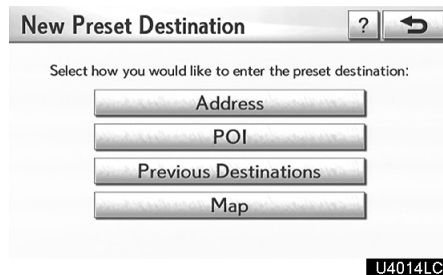 New Preset Destination ?
Select how you would like to enter the preset destination:
Address
POI
Previous Destinations
Map
U4014LC